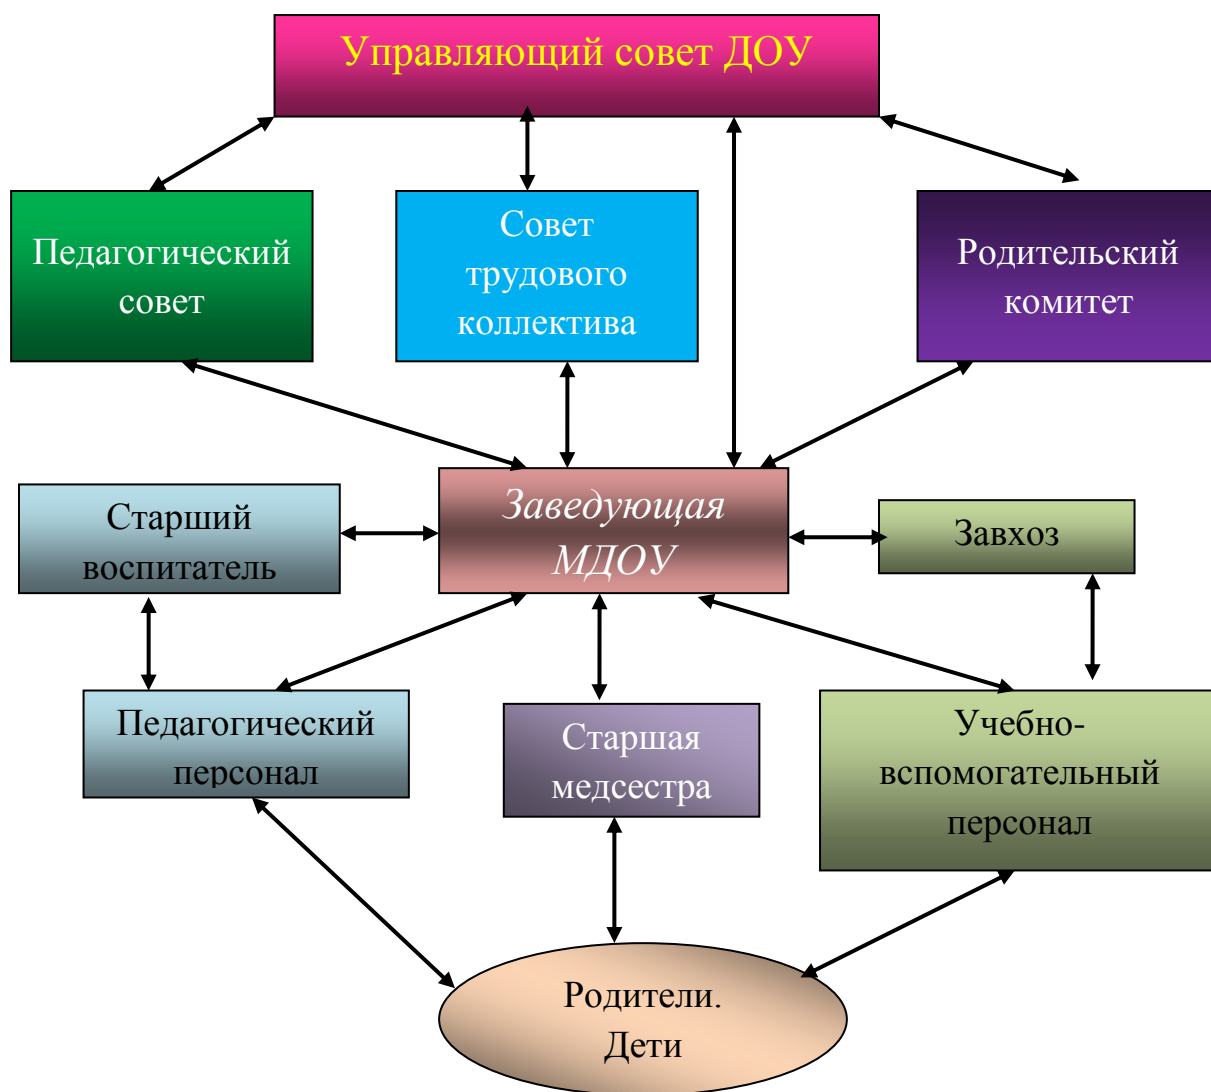 Управляющий совет ДОУ
Педагогический
совет
Совет
трудового
коллектива
Родительский
комитет
Старший
воспитатель
Заведующая
МДОУ
Завхоз
Педагогический
персонал
Старшая
медсестра
Учебно-
вспомогательный
персонал
Родители.
Дети